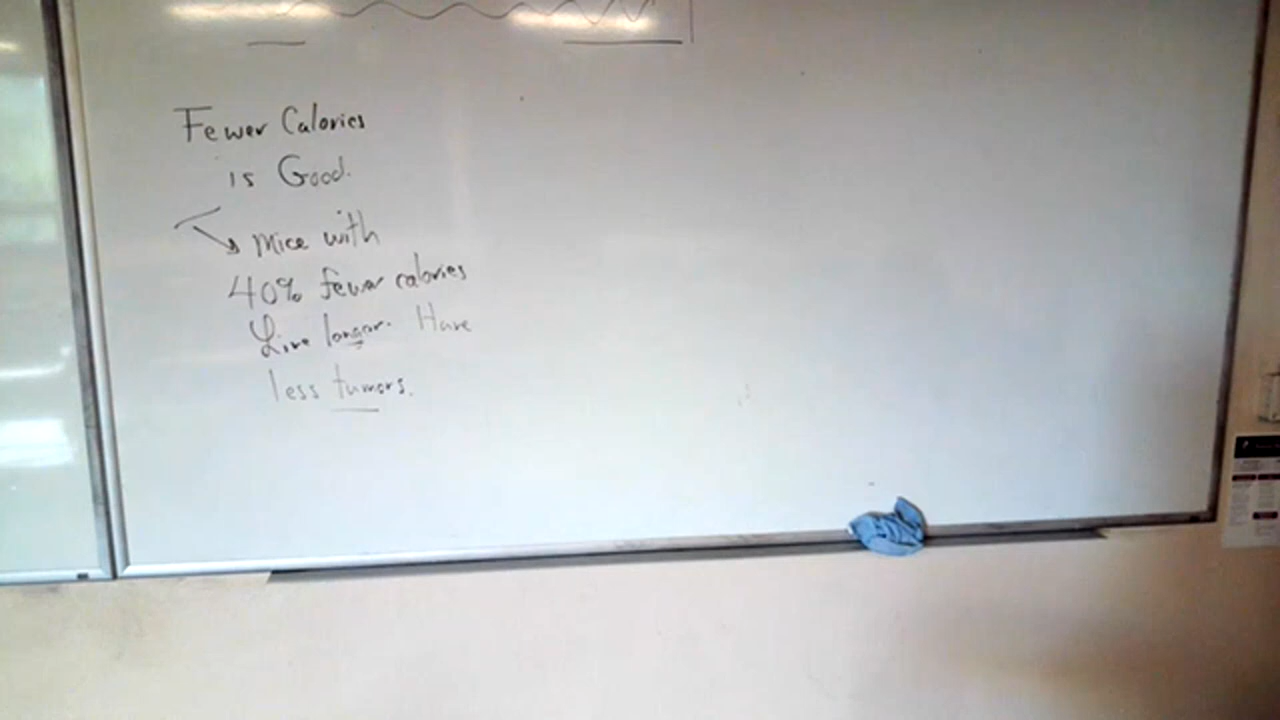 Fewer Calories
is Good.
mice with
40% fewer calories
Live longer. Have
less tumors.